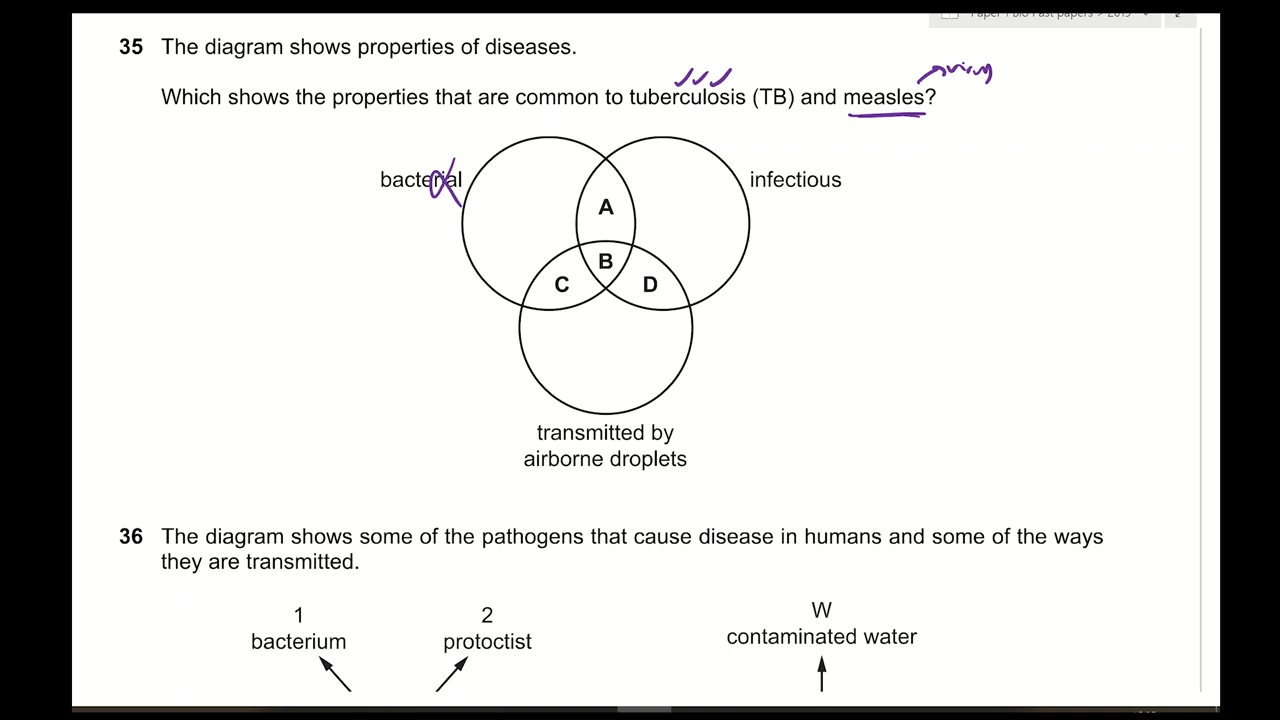 35 The diagram shows properties of diseases.
Which shows the properties that are common to tuberculosis (TB) and measles?
virus
bacterial
infectious
A
B
C
D
transmitted by
airborne droplets
36 The diagram shows some of the pathogens that cause disease in humans and some of the ways
they are transmitted.
1
bacterium
2
protoctist
W
contaminated water